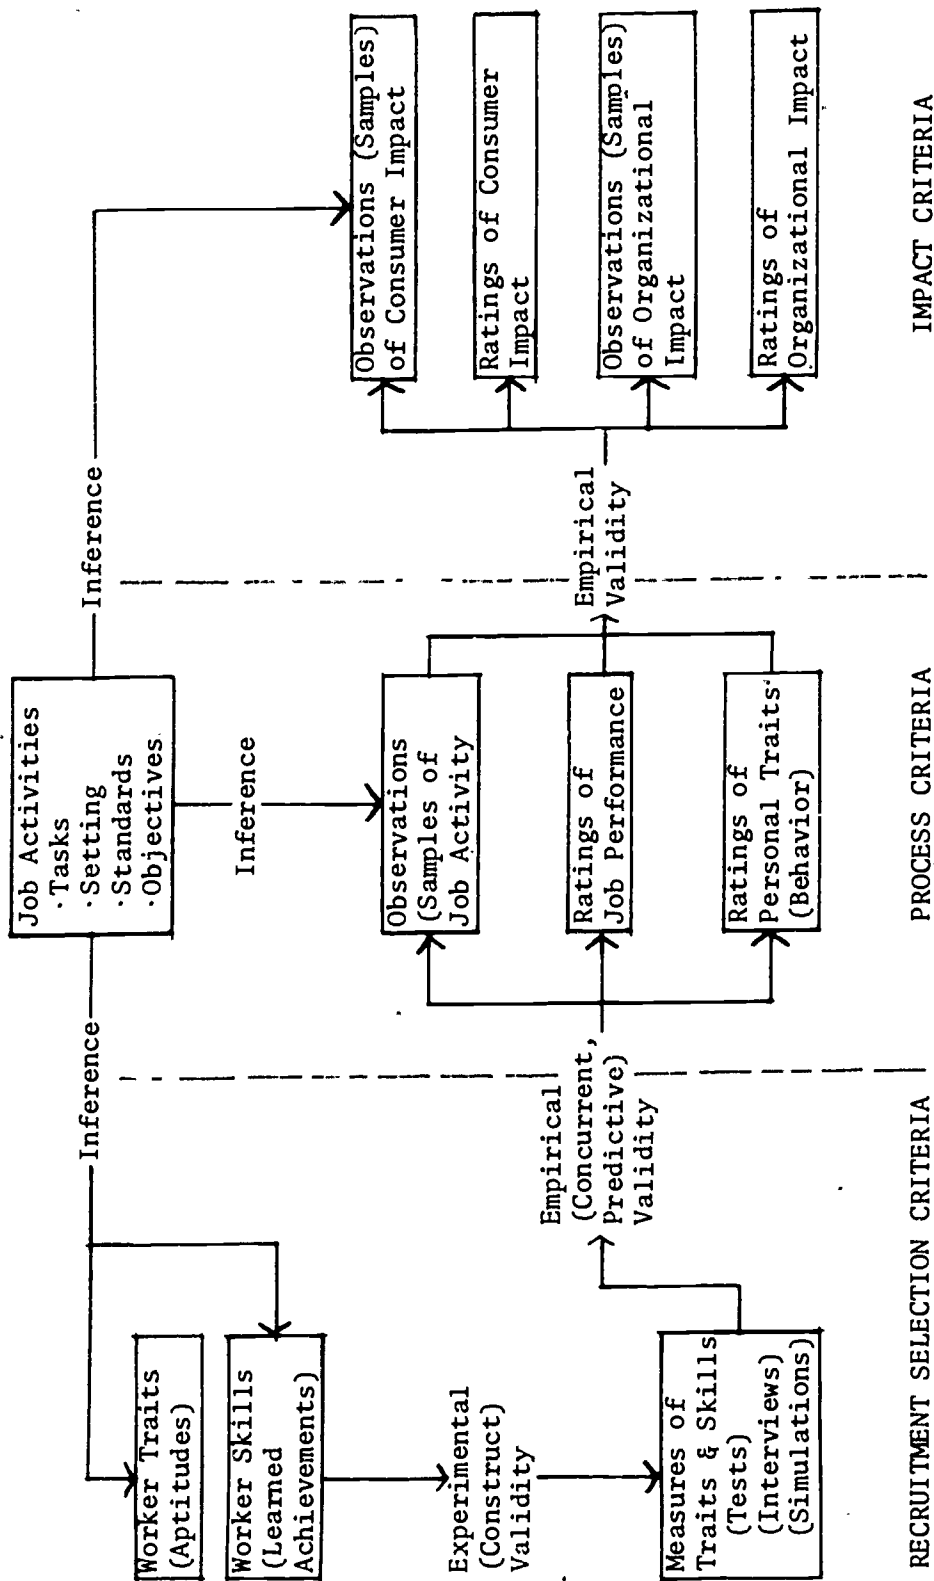 Job Activities
·Tasks
·Setting
·Standards
·Objectives
Inference
Inference
Inference
Worker Traits
(Aptitudes)
Worker Skills
(Learned
Achievements)
Experimental
(Construct)
Validity
Measures of
Traits & Skills
(Tests)
(Interviews)
(Simulations)
Empirical
(Concurrent,
Predictive)
Validity
Observations
(Samples of
Job Activity
Ratings of
Job Performance
Ratings of
Personal Traits
(Behavior)
Empirical
Validity
Observations (Samples)
of Consumer Impact
Ratings of Consumer
Impact
Observations (Samples)
of Organizational
Impact
Ratings of
Organizational Impact
RECRUITMENT SELECTION CRITERIA
PROCESS CRITERIA
IMPACT CRITERIA